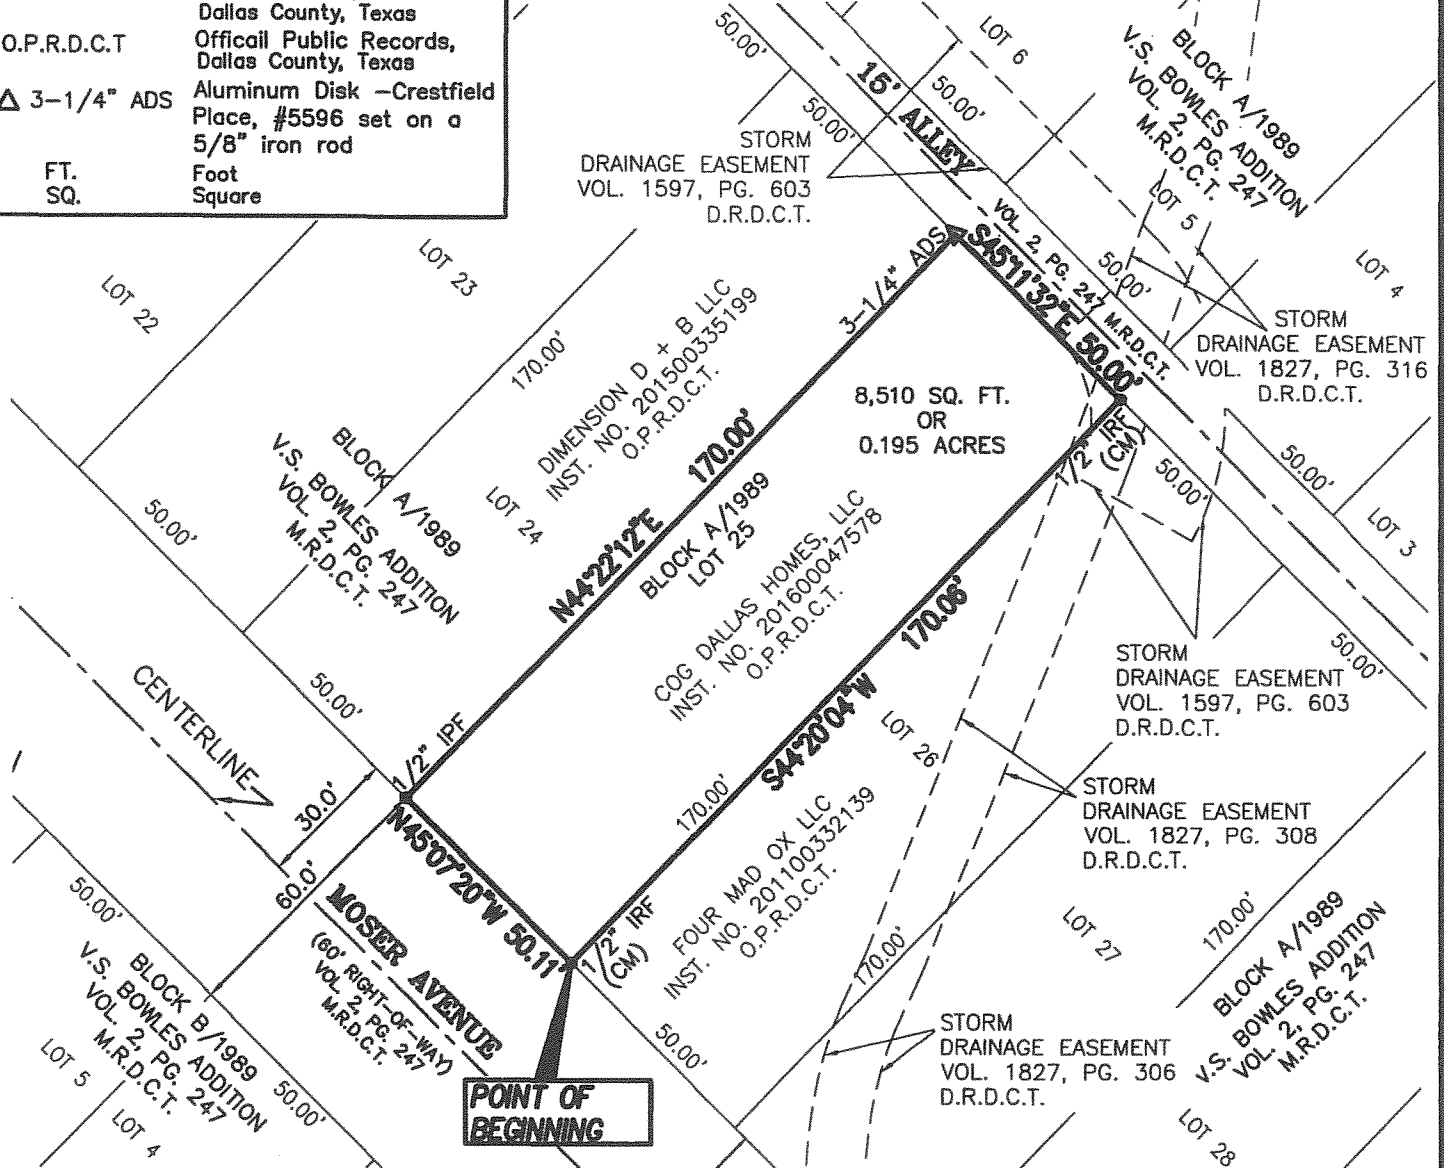 Dallas County, Texas
O.P.R.D.C.T
Officail Public Records,
Dallas County, Texas
△ 3-1/4" ADS
Aluminum Disk -Crestfield
Place, #5596 set on a
5/8" iron rod
FT.
Foot
SQ.
Square
50.00'
50.00'
15' ALLEY
VOL. 2, PG. 247 M.R.D.C.T.
50.00'
LOT 6
BLOCK A/1989
V.S. BOWLES ADDITION
VOL. 2, PG. 247
M.R.D.C.T.
LOT 5
50.00'
LOT 4
STORM
DRAINAGE EASEMENT
VOL. 1597, PG. 603
D.R.D.C.T.
STORM
DRAINAGE EASEMENT
VOL. 1827, PG. 316
D.R.D.C.T.
LOT 22
LOT 23
170.00'
DIMENSION D + B LLC
INST. NO. 201500335199
O.P.R.D.C.T.
LOT 24
BLOCK A/1989
V.S. BOWLES ADDITION
VOL. 2, PG. 247
M.R.D.C.T.
50.00'
50.00'
3-1/4" ADS
S45°11'32"E 50.00'
8,510 SQ. FT.
OR
0.195 ACRES
1/2" IRF
(CM)
50.00'
50.00'
LOT 3
50.00'
N44°22'12"E 170.00'
BLOCK A/1989
LOT 25
COG DALLAS HOMES, LLC
INST. NO. 201600047578
O.P.R.D.C.T.
S44°20'04"W 170.06'
170.00'
LOT 26
FOUR MAD OX LLC
INST. NO. 201100332139
O.P.R.D.C.T.
STORM
DRAINAGE EASEMENT
VOL. 1597, PG. 603
D.R.D.C.T.
STORM
DRAINAGE EASEMENT
VOL. 1827, PG. 308
D.R.D.C.T.
CENTERLINE
30.0'
60.0'
1/2" IPF
N45°07'20"W 50.11'
1/2" IRF
(CM)
MOSER AVENUE
(60' RIGHT-OF-WAY)
VOL. 2, PG. 247
M.R.D.C.T.
POINT OF
BEGINNING
50.00'
170.00'
LOT 27
170.00'
BLOCK A/1989
V.S. BOWLES ADDITION
VOL. 2, PG. 247
M.R.D.C.T.
STORM
DRAINAGE EASEMENT
VOL. 1827, PG. 306
D.R.D.C.T.
LOT 28
50.00'
BLOCK B/1989
V.S. BOWLES ADDITION
VOL. 2, PG. 247
M.R.D.C.T.
LOT 5
50.00'
LOT 4